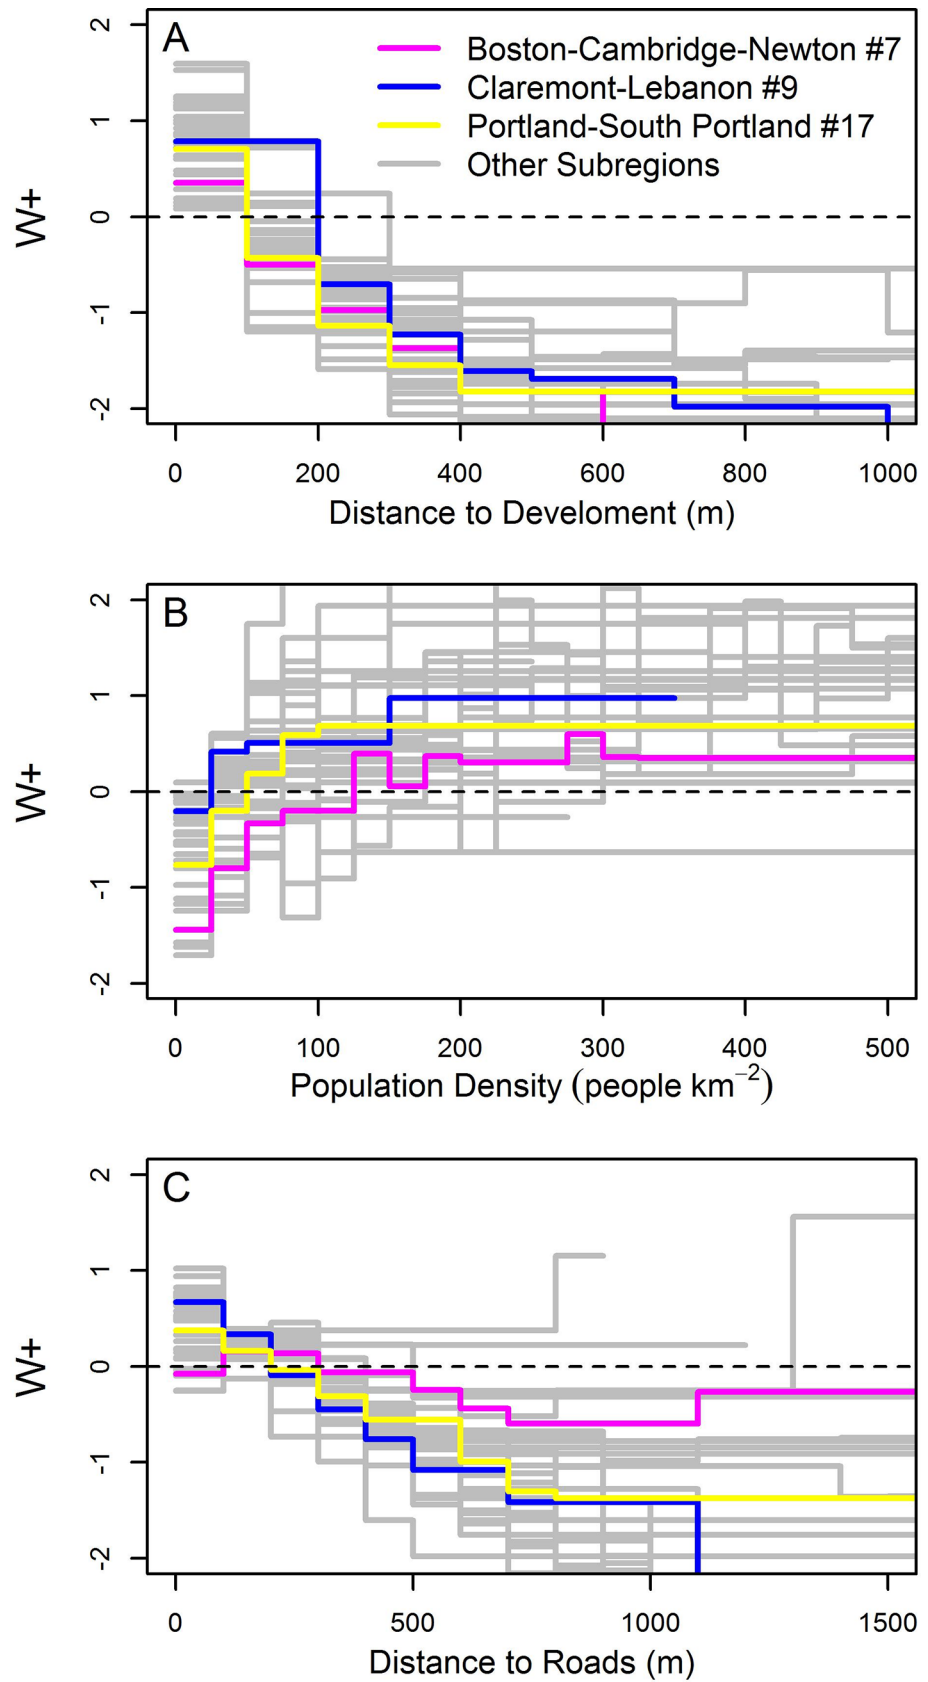 A
Boston-Cambridge-Newton #7
Claremont-Lebanon #9
Portland-South Portland #17
Other Subregions
W+
2
1
0
-1
-2
0 200 400 600 800 1000
Distance to Develoment (m)
B
W+
2
1
0
-1
-2
0 100 200 300 400 500
Population Density (people km⁻²)
C
W+
2
1
0
-1
-2
0 500 1000 1500
Distance to Roads (m)